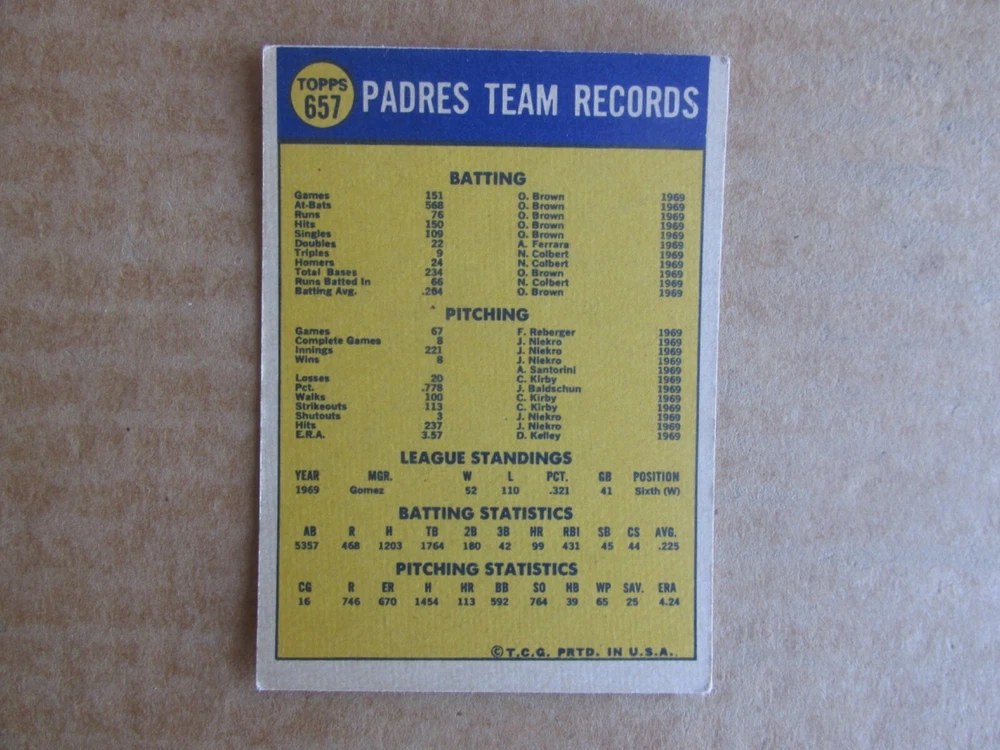 TOPPS
657
PADRES TEAM RECORDS
BATTING
Games 151 O. Brown 1969
At-Bats 568 O. Brown 1969
Runs 76 O. Brown 1969
Hits 150 O. Brown 1969
Singles 109 O. Brown 1969
Doubles 22 A. Ferrara 1969
Triples 9 N. Colbert 1969
Homers 24 N. Colbert 1969
Total Bases 234 O. Brown 1969
Runs Batted In 66 N. Colbert 1969
Batting Avg. .264 O. Brown 1969
PITCHING
Games 67 F. Reberger 1969
Complete Games 8 J. Niekro 1969
Innings 221 J. Niekro 1969
Wins 8 J. Niekro 1969
A. Santorini 1969
Losses 20 C. Kirby 1969
Pct. .778 J. Baldschun 1969
Walks 100 C. Kirby 1969
Strikeouts 113 C. Kirby 1969
Shutouts 3 J. Niekro 1969
Hits 237 J. Niekro 1969
E.R.A. 3.57 D. Kelley 1969
LEAGUE STANDINGS
YEAR MGR. W L PCT. GB POSITION
1969 Gomez 52 110 .321 41 Sixth (W)
BATTING STATISTICS
AB R H TB 2B 3B HR RBI SB CS AVG.
5357 468 1203 1764 180 42 99 431 45 44 .225
PITCHING STATISTICS
CG R ER H HR BB SO HB WP SAV. ERA
16 746 670 1454 113 592 764 39 65 25 4.24
©T.C.G. PRTD. IN U.S.A.